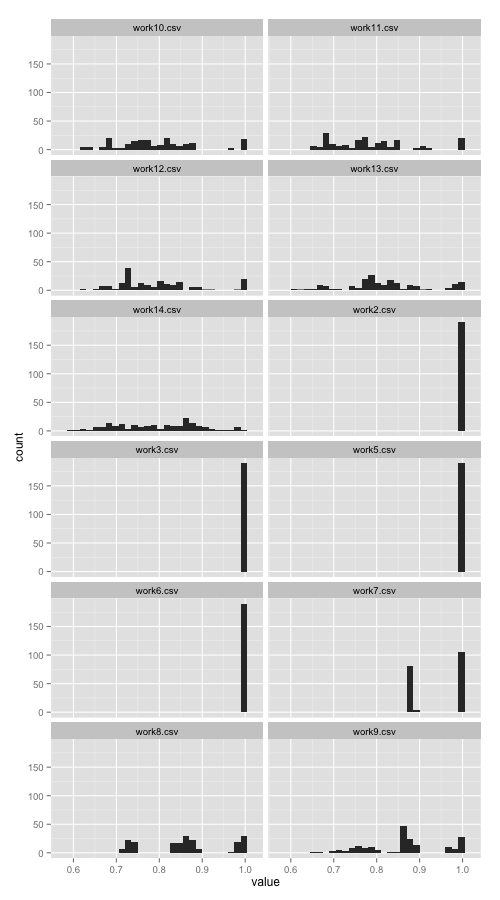 work10.csv work11.csv
150
100
50
0
work12.csv work13.csv
150
100
50
0
work14.csv work2.csv
150
100
50
0
count
work3.csv work5.csv
150
100
50
0
work6.csv work7.csv
150
100
50
0
work8.csv work9.csv
150
100
50
0
0.6 0.7 0.8 0.9 1.0 0.6 0.7 0.8 0.9 1.0
value